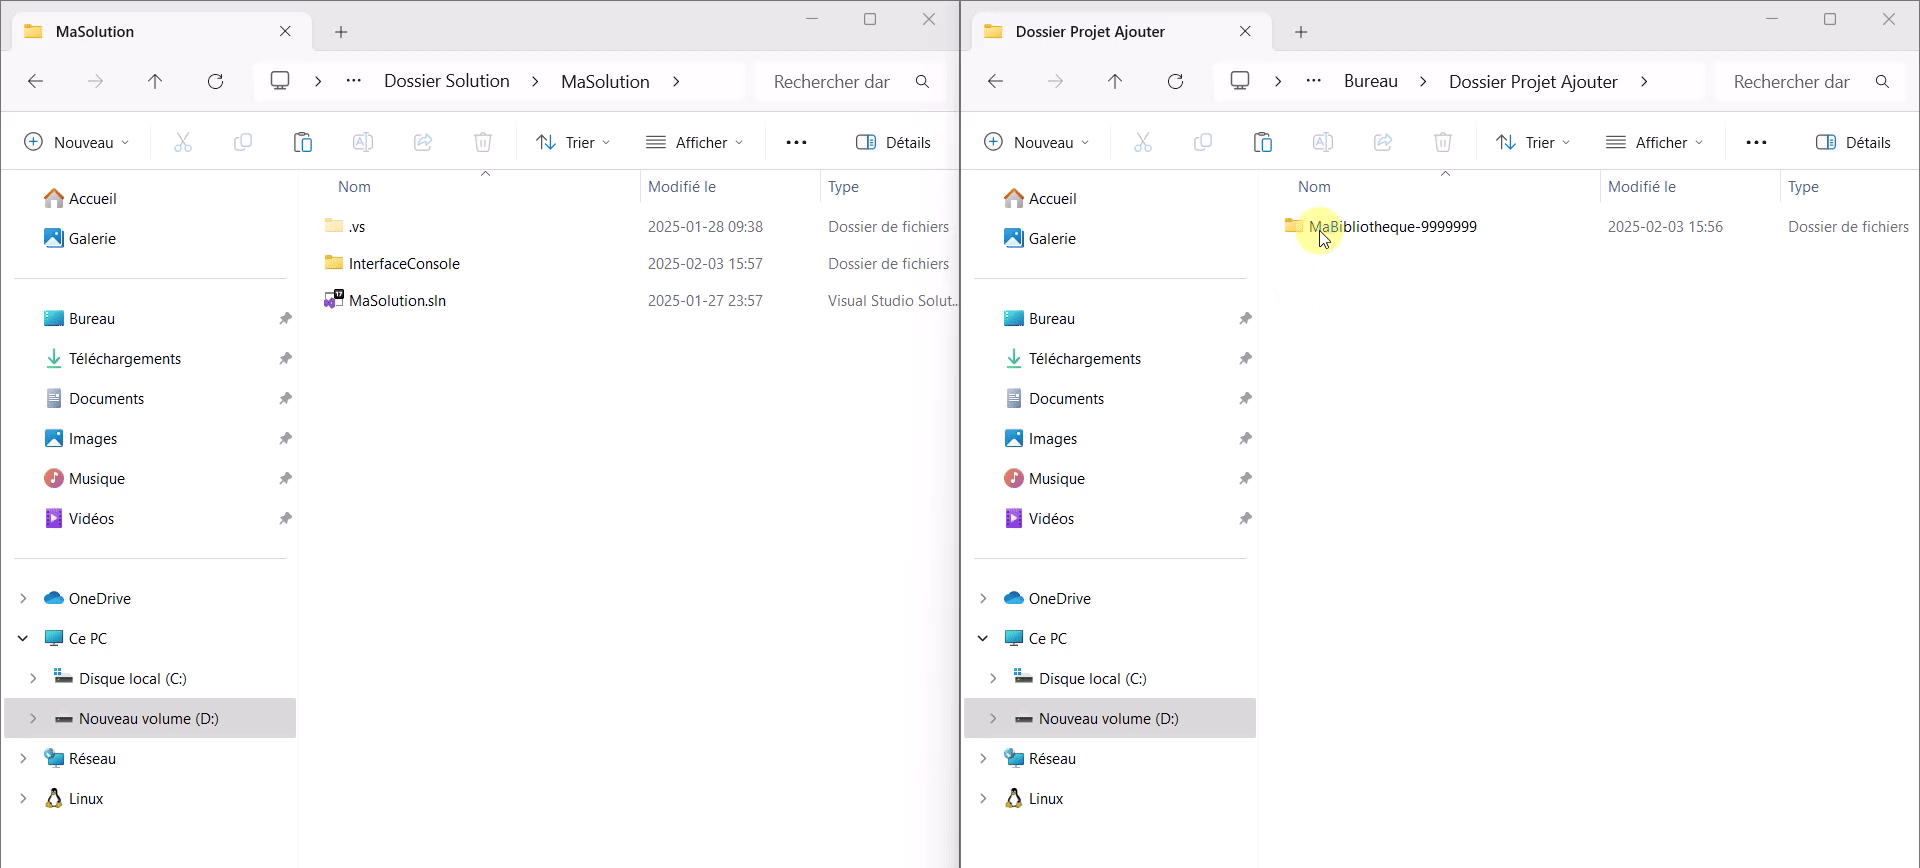 MaSolution
Dossier Solution
MaSolution
Rechercher dar
Nouveau
Trier
Afficher
Détails
Nom
Modifié le
Type
.vs
2025-01-28 09:38
Dossier de fichiers
InterfaceConsole
2025-02-03 15:57
Dossier de fichiers
MaSolution.sln
2025-01-27 23:57
Visual Studio Solut...
Accueil
Galerie
Bureau
Téléchargements
Documents
Images
Musique
Vidéos
OneDrive
Ce PC
Disque local (C:)
Nouveau volume (D:)
Réseau
Linux
Dossier Projet Ajouter
Bureau
Dossier Projet Ajouter
Rechercher dar
Nouveau
Trier
Afficher
Détails
Nom
Modifié le
Type
MaBibliotheque-9999999
2025-02-03 15:56
Dossier de fichiers
Accueil
Galerie
Bureau
Téléchargements
Documents
Images
Musique
Vidéos
OneDrive
Ce PC
Disque local (C:)
Nouveau volume (D:)
Réseau
Linux